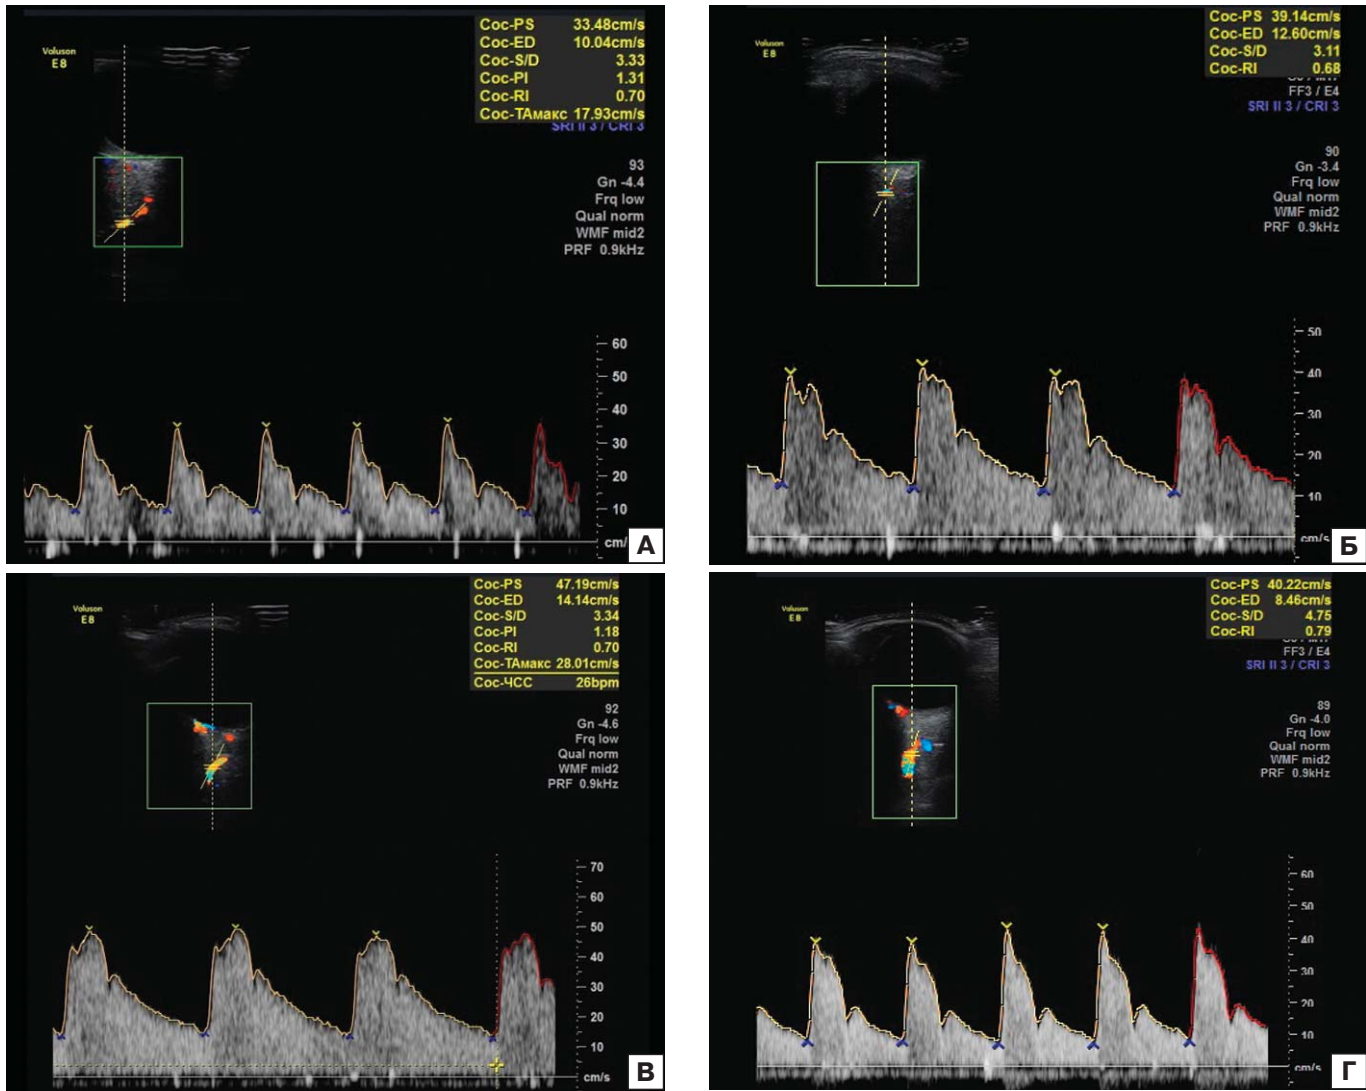 Coc-PS 33.48cm/s
Coc-ED 10.04cm/s
Coc-S/D 3.33
Coc-PI 1.31
Coc-RI 0.70
Coc-TAмакс 17.93cm/s
SRI II 3 / CRI 3
Voluson
E8
93
Gn -4.4
Frq low
Qual norm
WMF mid2
PRF 0.9kHz
60
50
40
30
20
10
cm/
А
Coc-PS 39.14cm/s
Coc-ED 12.60cm/s
Coc-S/D 3.11
Coc-RI 0.68
FF3 / E4
SRI II 3 / CRI 3
Voluson
E8
90
Gn -3.4
Frq low
Qual norm
WMF mid2
PRF 0.9kHz
50
40
30
20
10
cm/s
Б
Coc-PS 47.19cm/s
Coc-ED 14.14cm/s
Coc-S/D 3.34
Coc-PI 1.18
Coc-RI 0.70
Coc-TAмакс 28.01cm/s
Coc-ЧСС 26bpm
Voluson
E8
92
Gn -4.6
Frq low
Qual norm
WMF mid2
PRF 0.9kHz
70
60
50
40
30
20
10
cm/s
В
Coc-PS 40.22cm/s
Coc-ED 8.46cm/s
Coc-S/D 4.75
Coc-RI 0.79
FF3 / E4
SRI II 3 / CRI 3
Voluson
E8
89
Gn -4.0
Frq low
Qual norm
WMF mid2
PRF 0.9kHz
60
50
40
30
20
10
cm/s
Г